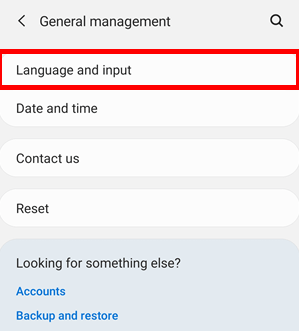 General management
Language and input
Date and time
Contact us
Reset
Looking for something else?
Accounts
Backup and restore